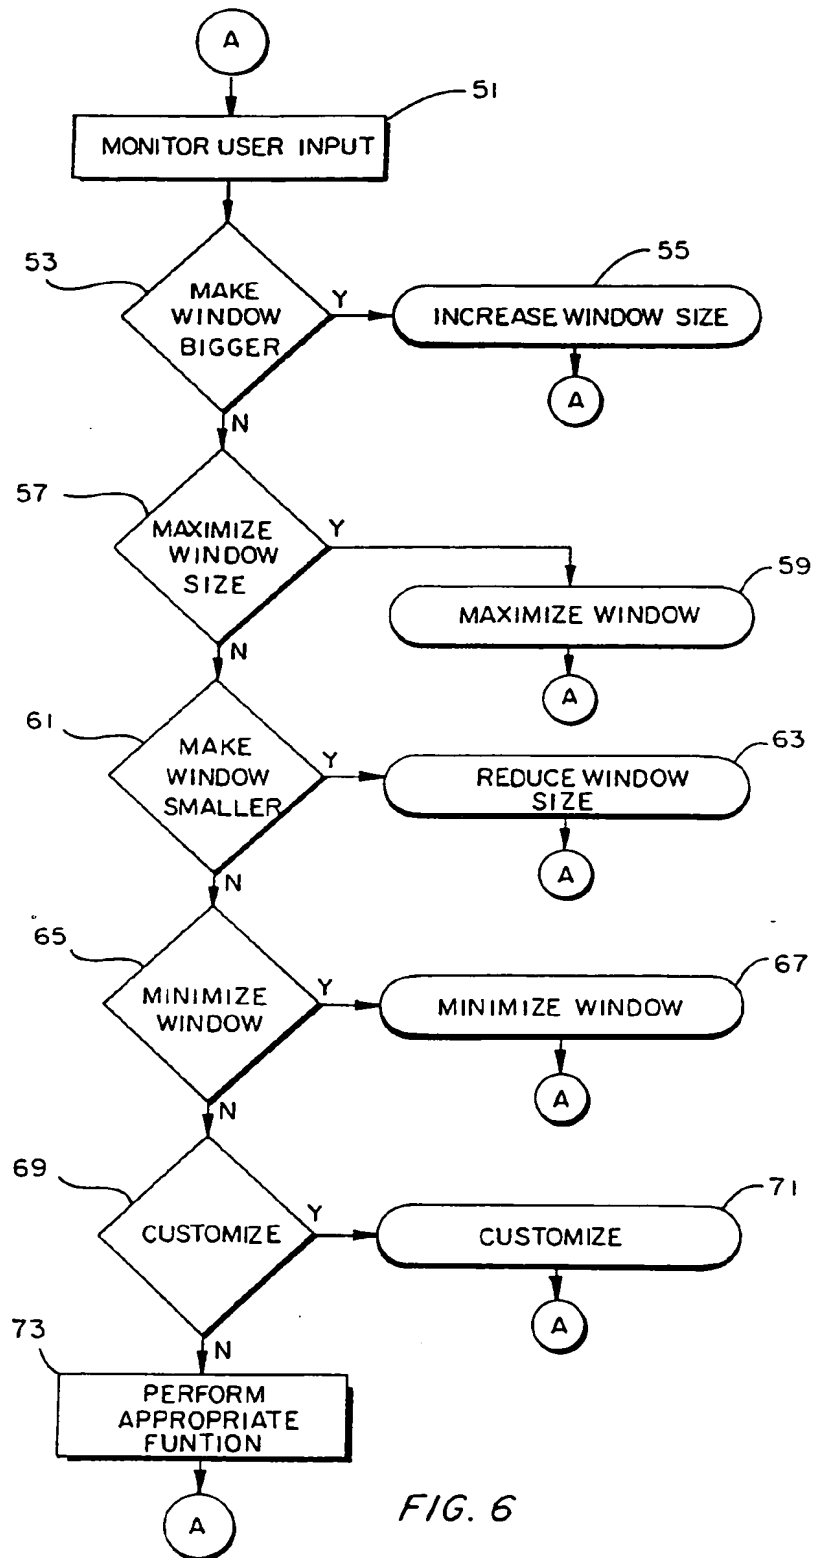 A
51
MONITOR USER INPUT
53
MAKE
WINDOW
BIGGER
Y
55
INCREASE WINDOW SIZE
A
N
57
MAXIMIZE
WINDOW
SIZE
Y
59
MAXIMIZE WINDOW
A
N
61
MAKE
WINDOW
SMALLER
Y
63
REDUCE WINDOW
SIZE
A
N
65
MINIMIZE
WINDOW
Y
67
MINIMIZE WINDOW
A
N
69
CUSTOMIZE
Y
71
CUSTOMIZE
A
N
73
PERFORM
APPROPRIATE
FUNTION
A
FIG. 6